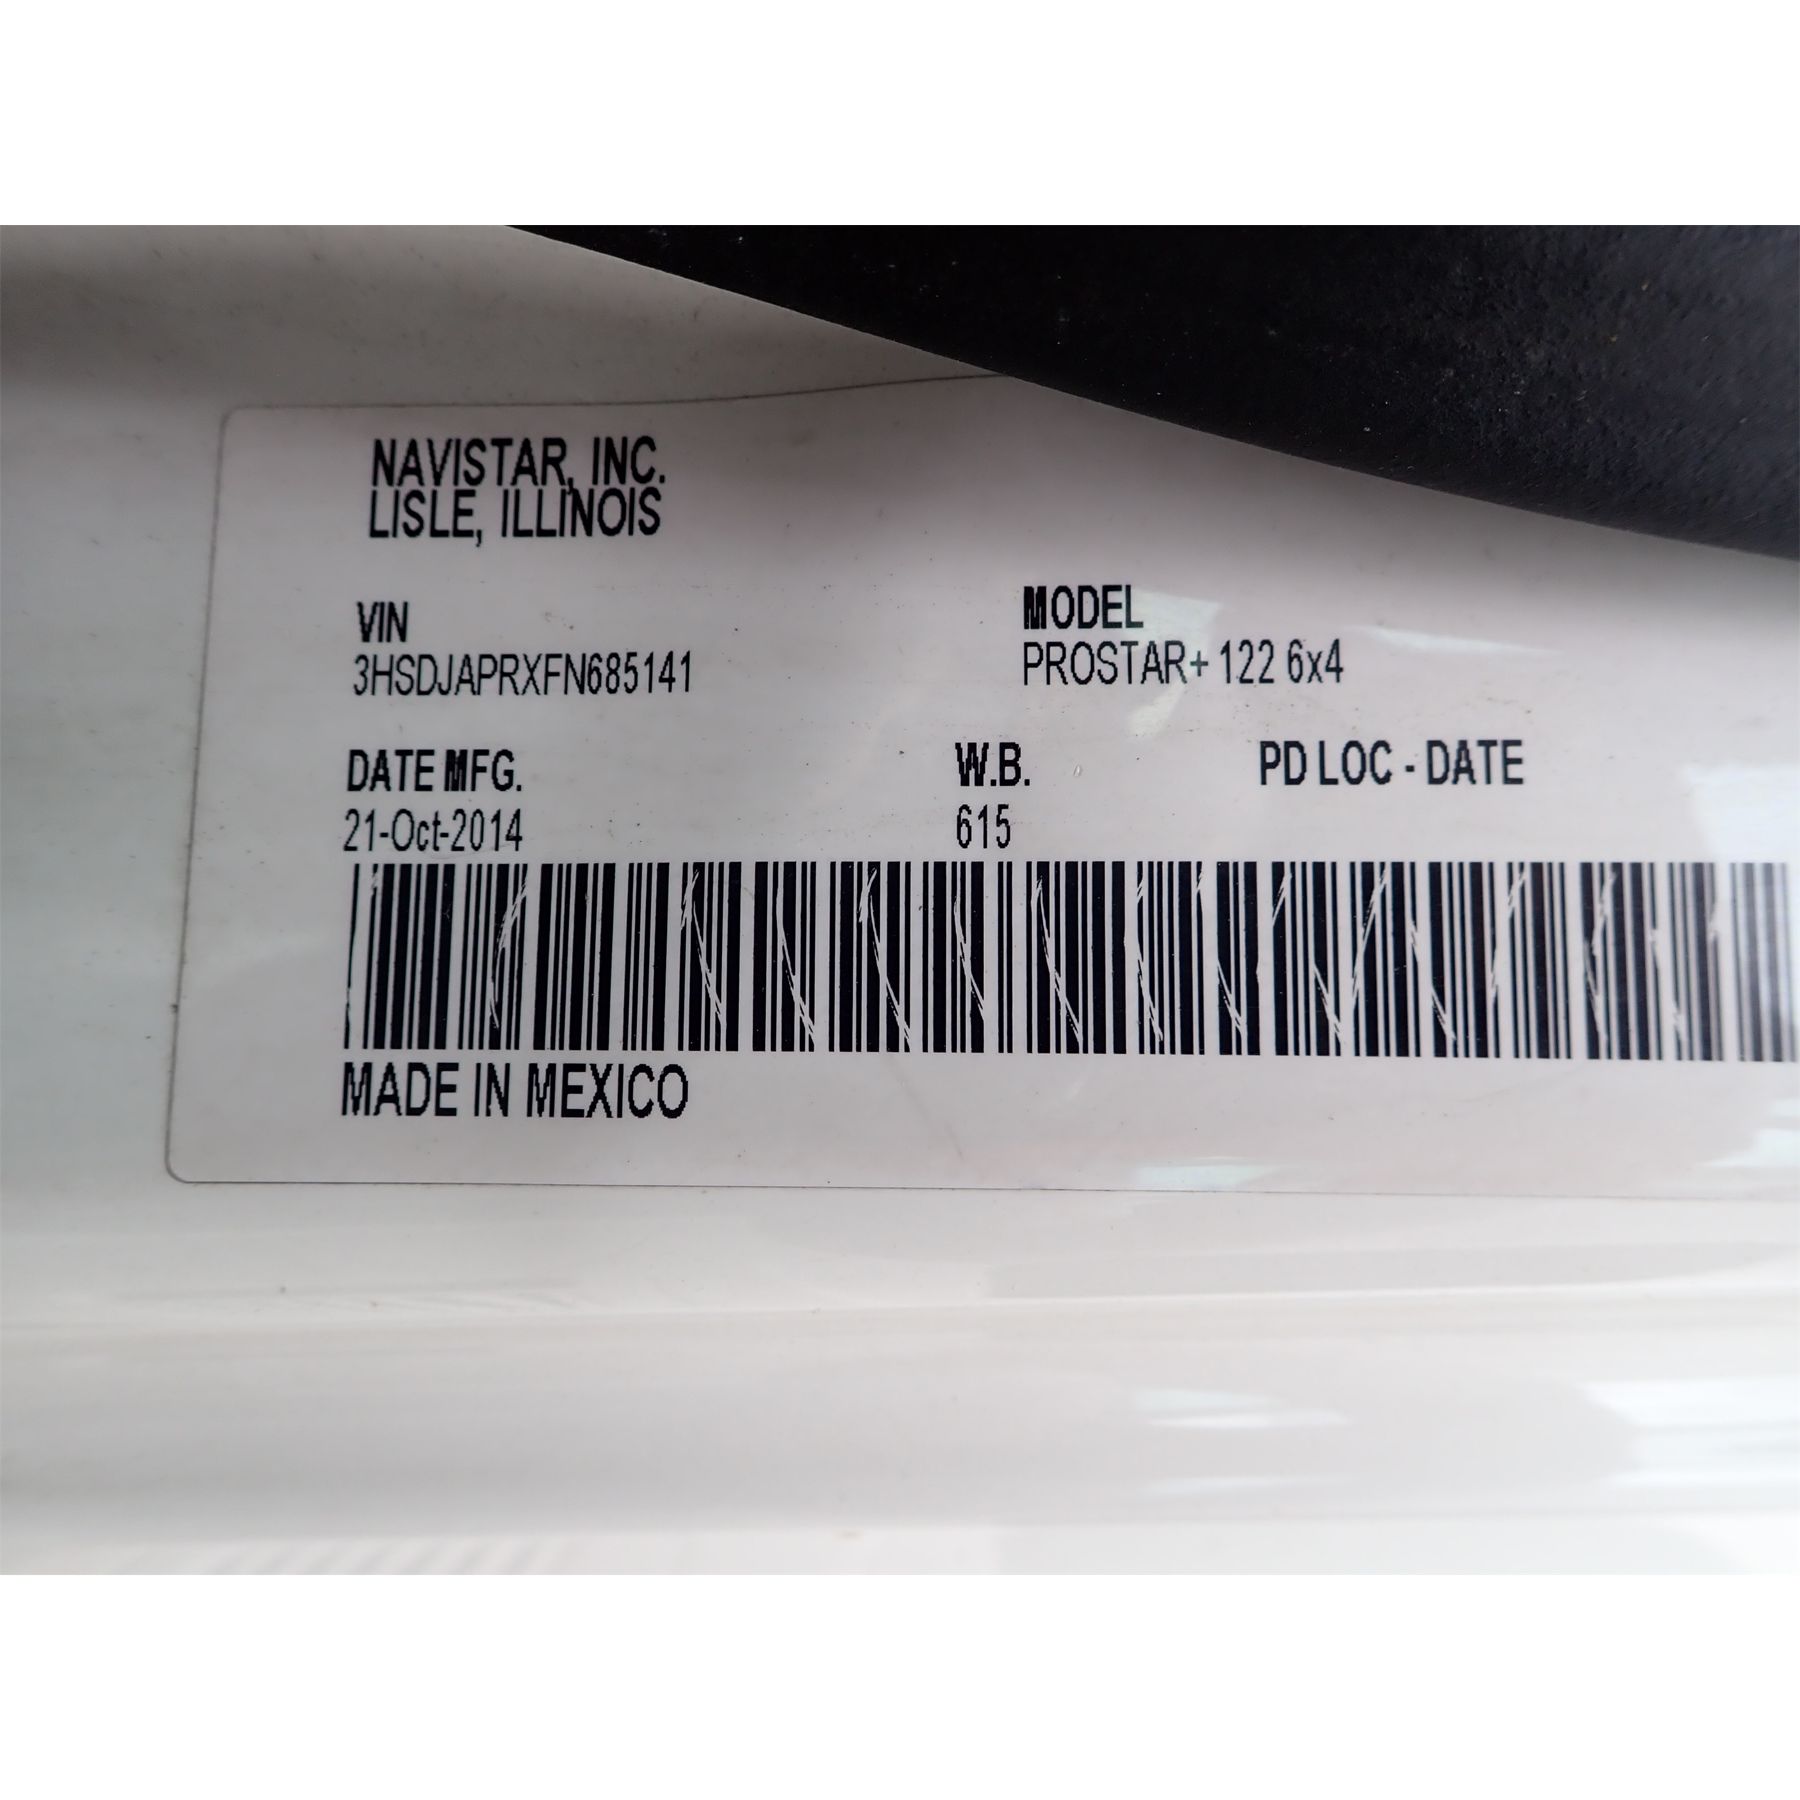 NAVISTAR, INC.
LISLE, ILLINOIS
VIN
3HSDJAPRXFN685141
MODEL
PROSTAR+ 122 6x4
DATE MFG.
21-Oct-2014
W.B.
615
PD LOC - DATE
MADE IN MEXICO